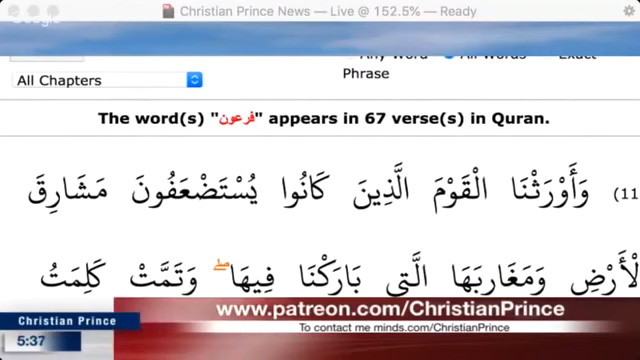 Christian Prince News — Live @ 152.5% — Ready
Google
Any Word All Words Exact
Phrase
All Chapters
The word(s) "فرعون" appears in 67 verse(s) in Quran.
(11 وَأَوْرَثْنَا الْقَوْمَ الَّذِينَ كَانُوا يُسْتَضْعَفُونَ مَشَارِقَ
الْأَرْضِ وَمَغَارِبَهَا الَّتِي بَارَكْنَا فِيهَا ۖ وَتَمَّتْ كَلِمَتُ
www.patreon.com/ChristianPrince
Christian Prince
To contact me minds.com/ChristianPrince
5:37